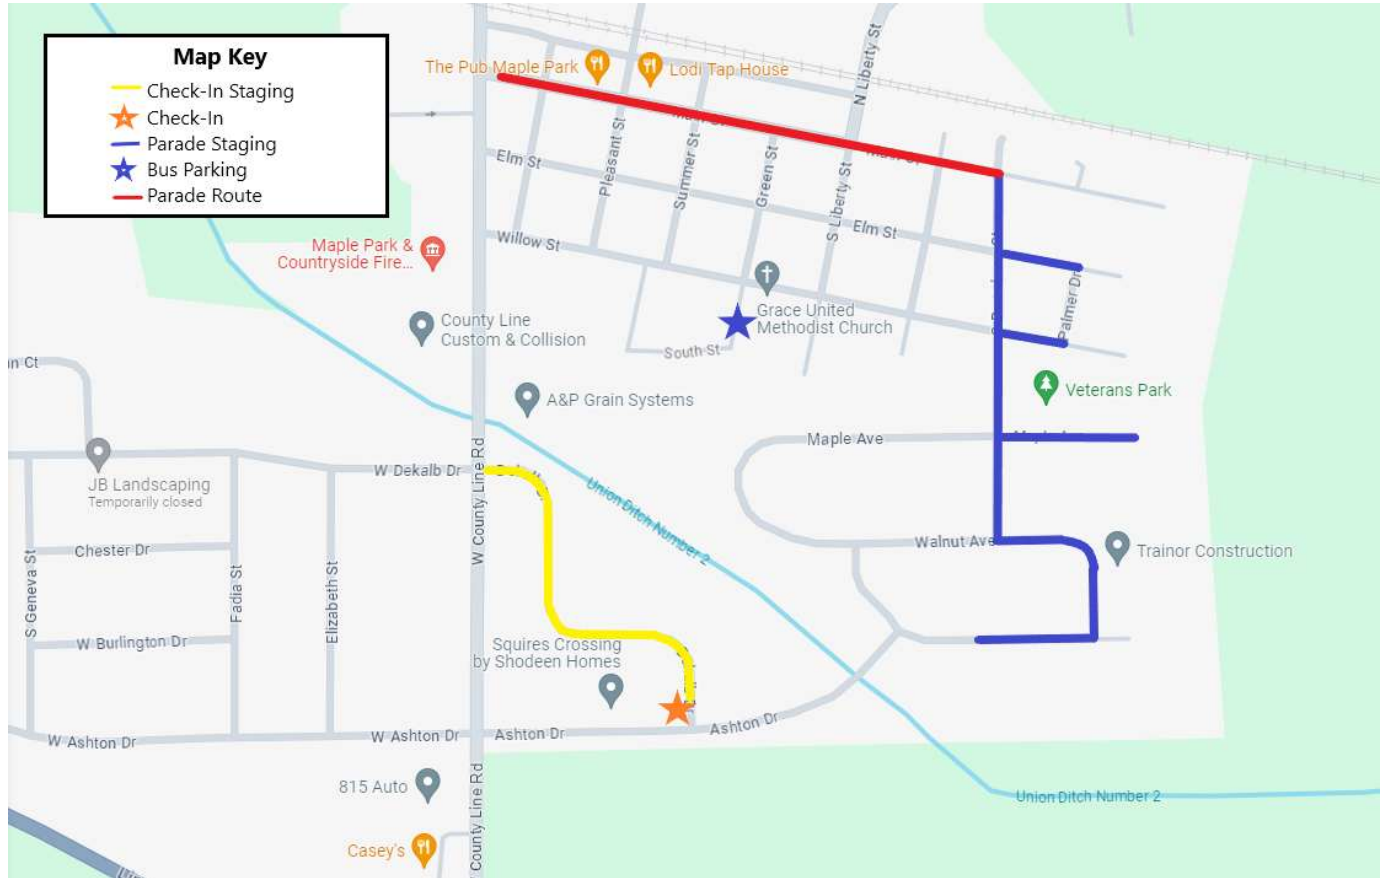 Map Key
Check-In Staging
Check-In
Parade Staging
Bus Parking
Parade Route
The Pub Maple Park
Lodi Tap House
N Liberty St
Elm St
Pleasant St
Summer St
Green St
S Liberty St
Elm St
Willow St
Maple Park &
Countryside Fire...
Grace United
Methodist Church
South St
Palmer Dr
County Line
Custom & Collision
A&P Grain Systems
Veterans Park
Maple Ave
W Dekalb Dr
W County Line Rd
JB Landscaping
Temporarily closed
Union Ditch Number 2
Walnut Ave
Trainor Construction
Chester Dr
S Geneva St
Fadia St
Elizabeth St
W Burlington Dr
Squires Crossing
by Shodeen Homes
W Ashton Dr
W Ashton Dr
Ashton Dr
Ashton Dr
815 Auto
County Line Rd
Union Ditch Number 2
Casey's